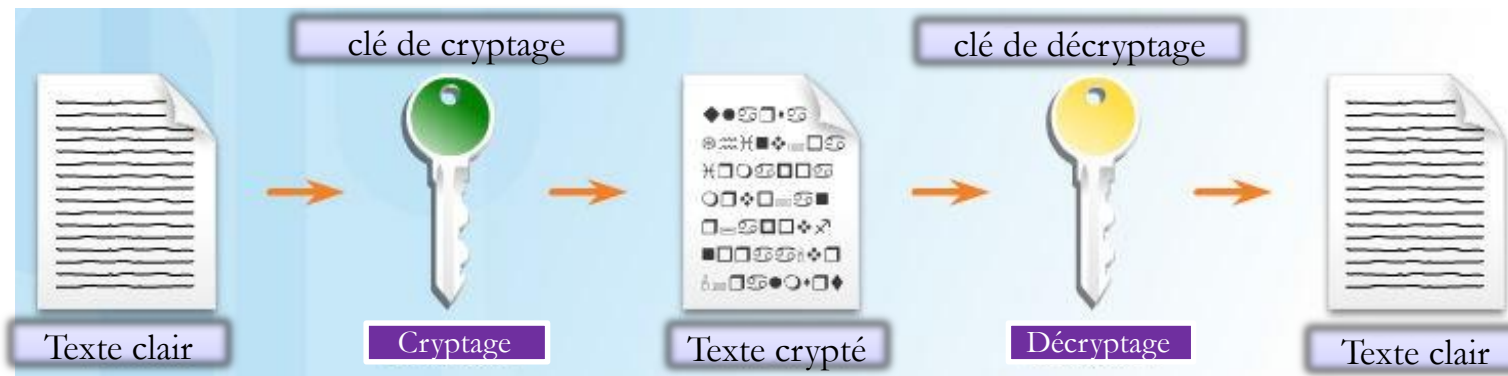 clé de cryptage
clé de décryptage
Texte clair
Cryptage
Texte crypté
Décryptage
Texte clair